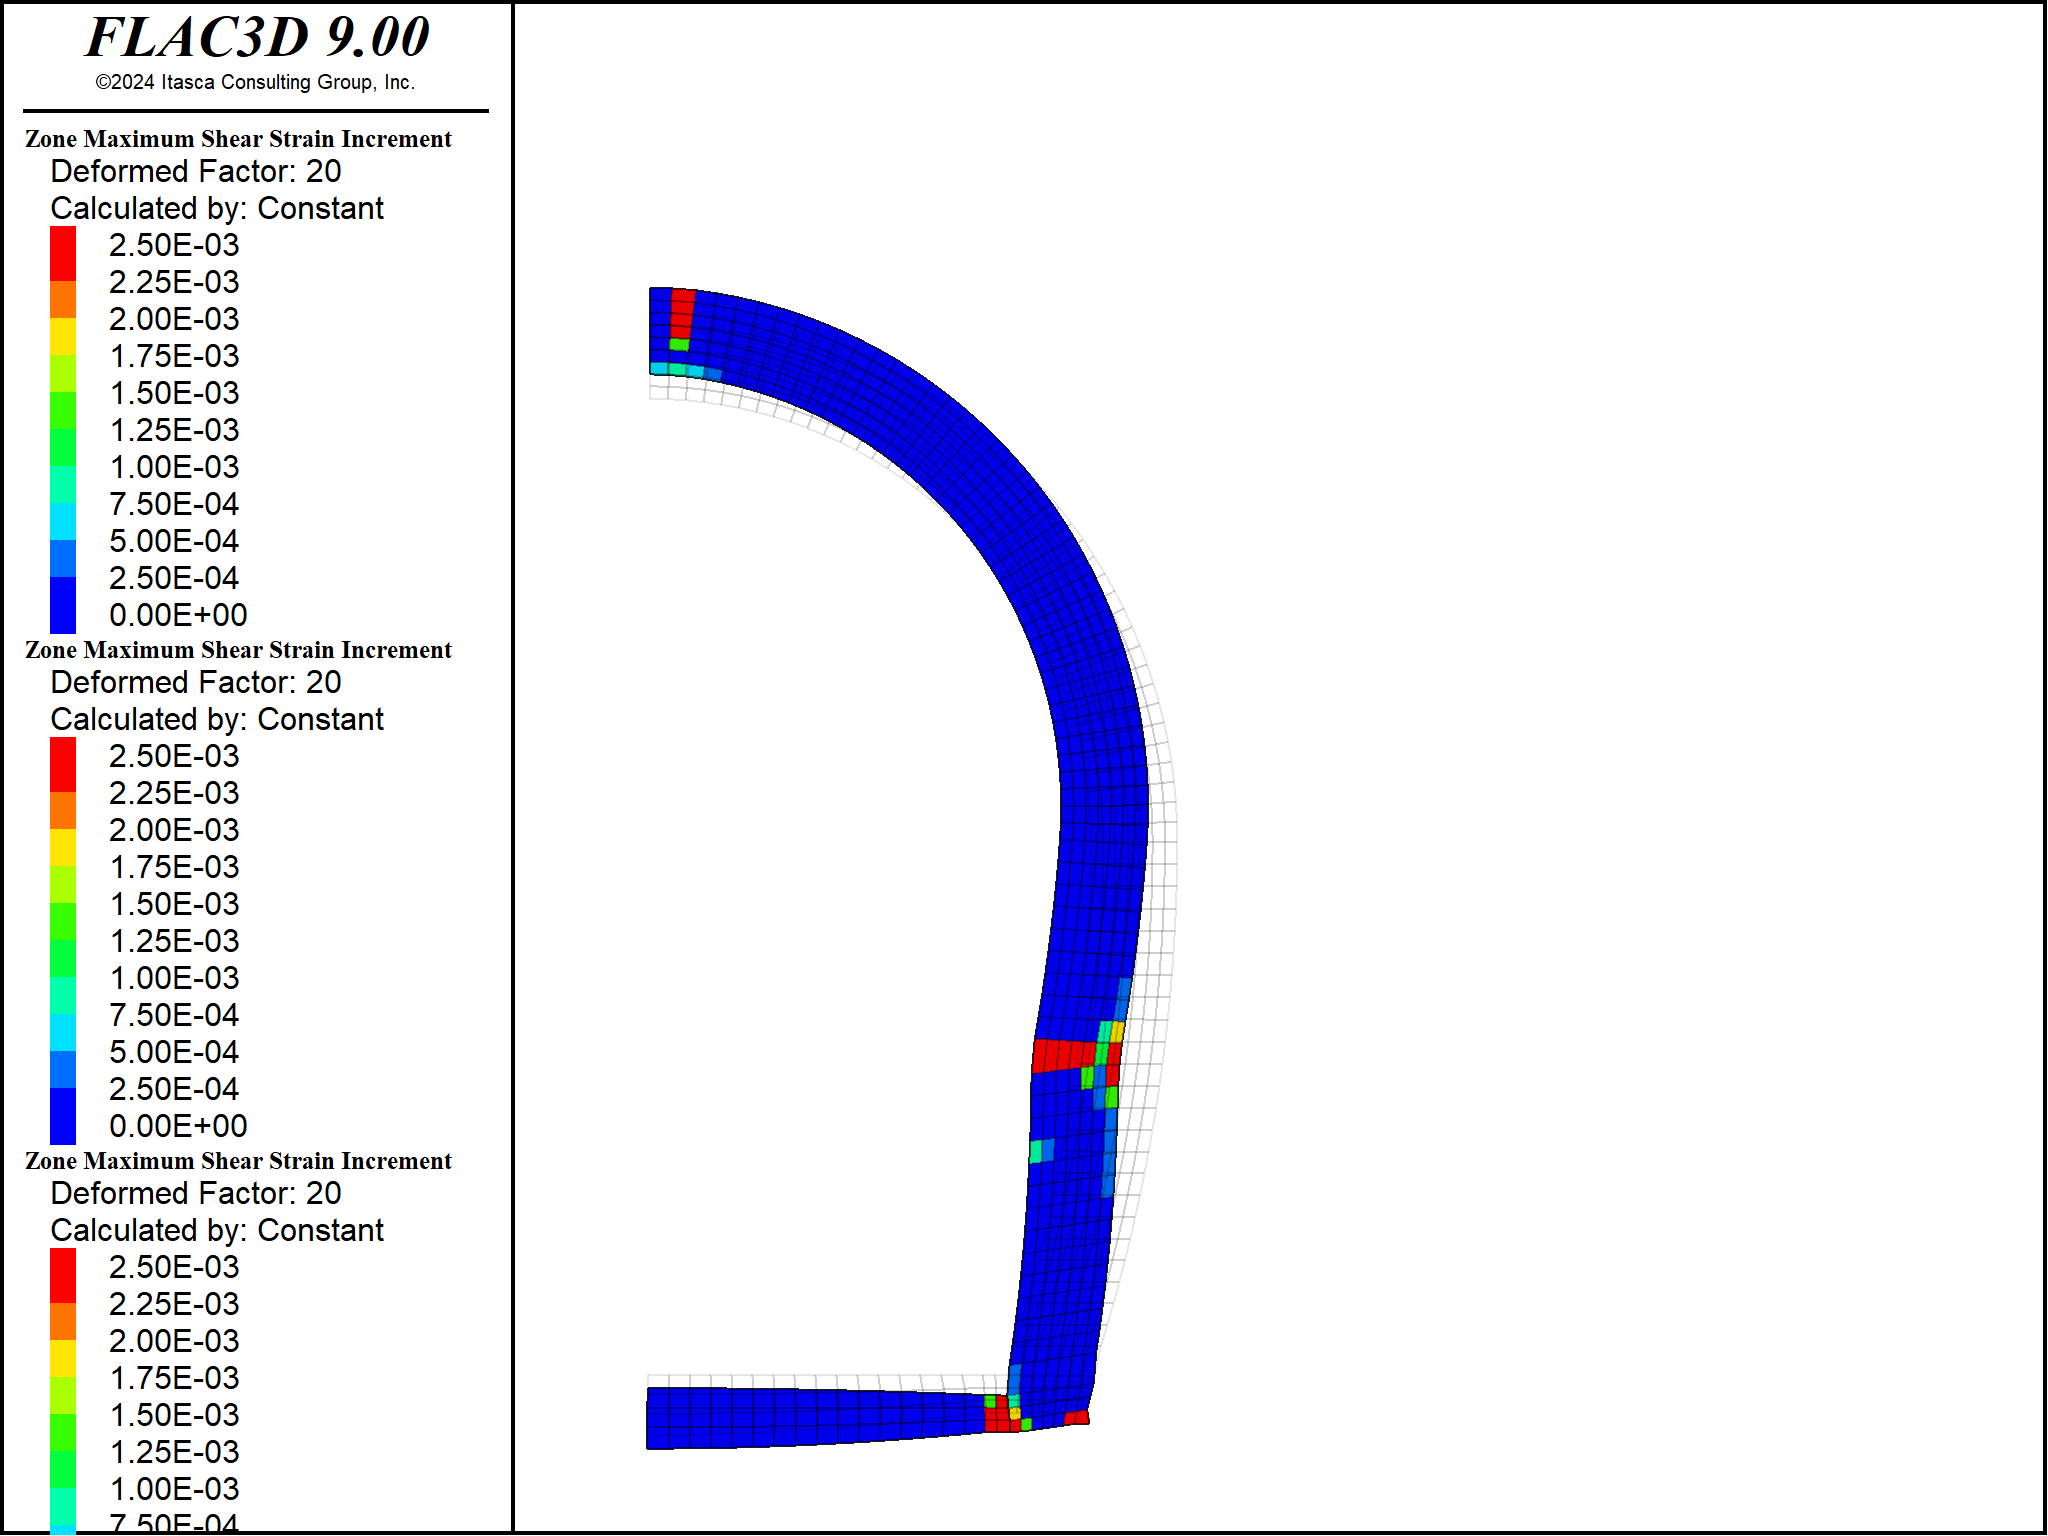 FLAC3D 9.00
©2024 Itasca Consulting Group, Inc.
Zone Maximum Shear Strain Increment
Deformed Factor: 20
Calculated by: Constant
2.50E-03
2.25E-03
2.00E-03
1.75E-03
1.50E-03
1.25E-03
1.00E-03
7.50E-04
5.00E-04
2.50E-04
0.00E+00
Zone Maximum Shear Strain Increment
Deformed Factor: 20
Calculated by: Constant
2.50E-03
2.25E-03
2.00E-03
1.75E-03
1.50E-03
1.25E-03
1.00E-03
7.50E-04
5.00E-04
2.50E-04
0.00E+00
Zone Maximum Shear Strain Increment
Deformed Factor: 20
Calculated by: Constant
2.50E-03
2.25E-03
2.00E-03
1.75E-03
1.50E-03
1.25E-03
1.00E-03
7.50E-04